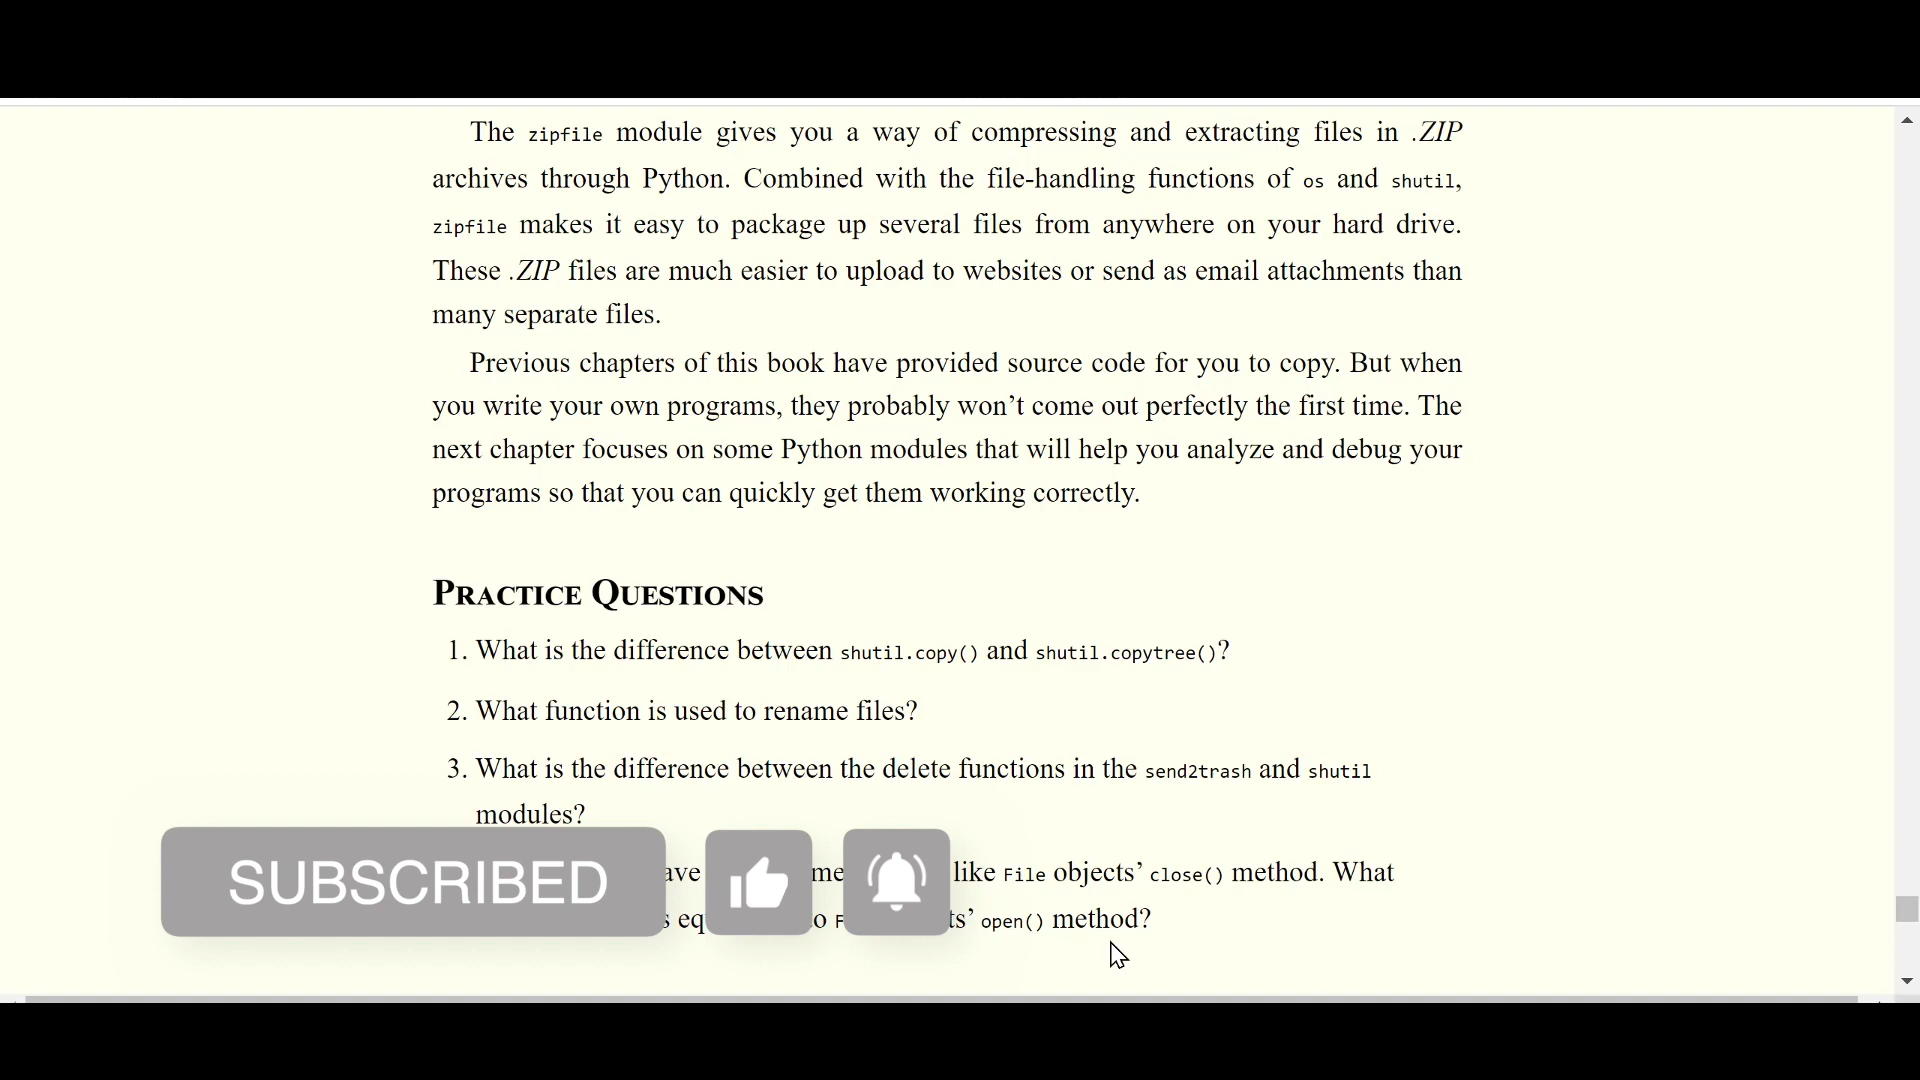 The zipfile module gives you a way of compressing and extracting files in .ZIP
archives through Python. Combined with the file-handling functions of os and shutil,
zipfile makes it easy to package up several files from anywhere on your hard drive.
These .ZIP files are much easier to upload to websites or send as email attachments than
many separate files.
Previous chapters of this book have provided source code for you to copy. But when
you write your own programs, they probably won’t come out perfectly the first time. The
next chapter focuses on some Python modules that will help you analyze and debug your
programs so that you can quickly get them working correctly.
PRACTICE QUESTIONS
1. What is the difference between shutil.copy() and shutil.copytree()?
2. What function is used to rename files?
3. What is the difference between the delete functions in the send2trash and shutil
modules?
like File objects’ close() method. What
open() method?
SUBSCRIBED